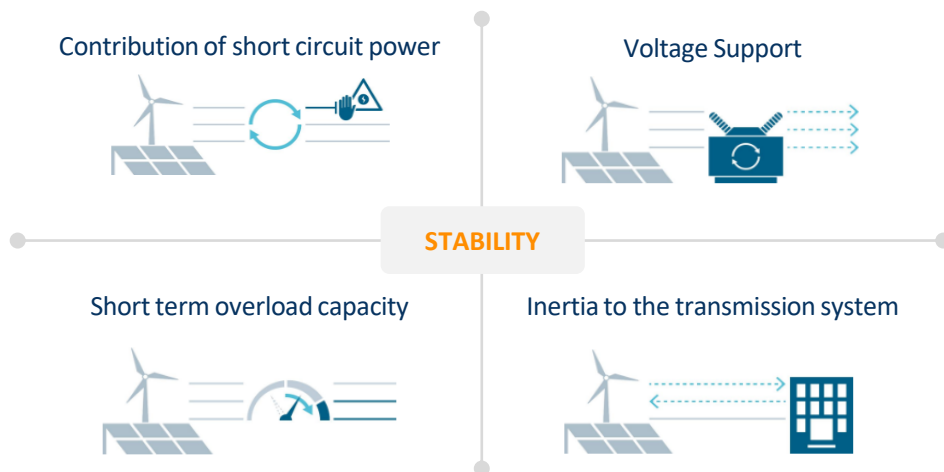 Contribution of short circuit power
Voltage Support
STABILITY
Short term overload capacity
Inertia to the transmission system